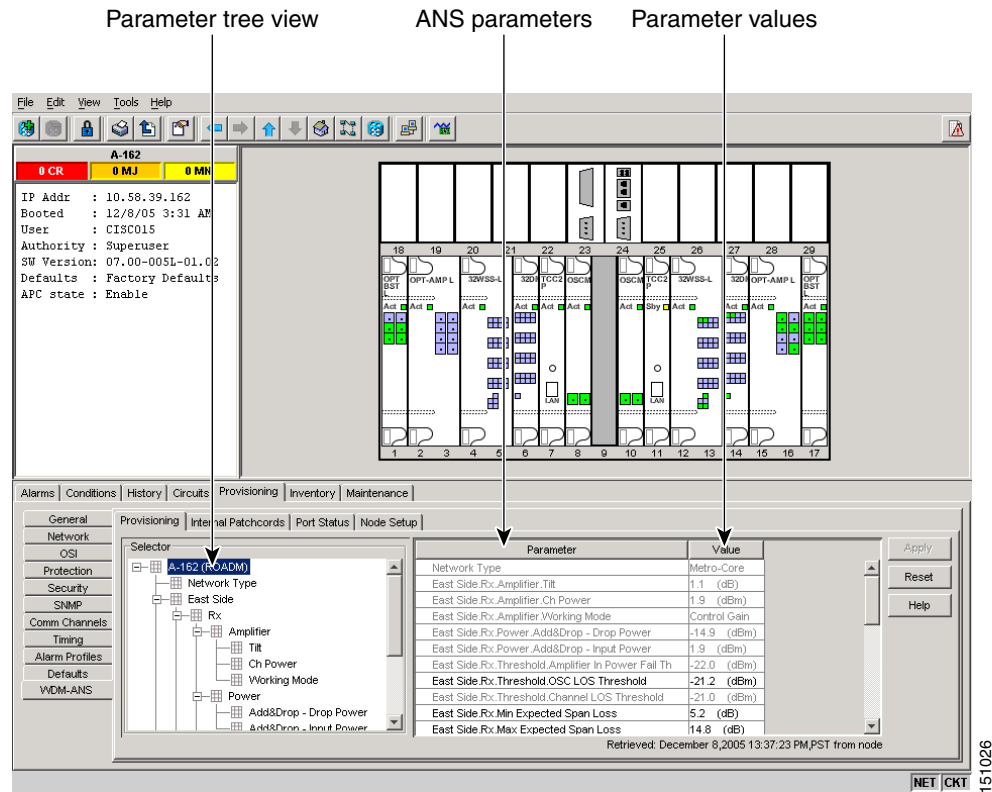 Parameter tree view ANS parameters Parameter values
File Edit View Tools Help
A-162
0 CR 0 MJ 0 MN
IP Addr : 10.58.39.162
Booted : 12/8/05 3:31 AM
User : CISCO15
Authority : Superuser
SW Version: 07.00-005L-01.02
Defaults : Factory Defaults
APC state : Enable
18 19 20 21 22 23 24 25 26 27 28 29
OPT BST L OPT-AMP L 32WSS-L 32D TCC2 P OSCM OSCM TCC2 P 32WSS-L 32D OPT-AMP L OPT BST L
Act Act Act Act Act Act Act Sby Act Act Act Act
LAN LAN
1 2 3 4 5 6 7 8 9 10 11 12 13 14 15 16 17
Alarms Conditions History Circuits Provisioning Inventory Maintenance
General
Network
OSI
Protection
Security
SNMP
Comm Channels
Timing
Alarm Profiles
Defaults
WDM-ANS
Provisioning Internal Patchcords Port Status Node Setup
Selector
A-162 (ROADM)
Network Type
East Side
Rx
Amplifier
Tilt
Ch Power
Working Mode
Power
Add&Drop - Drop Power
Add&Drop - Input Power
Parameter Value
Network Type Metro-Core
East Side.Rx.Amplifier.Tilt 1.1 (dB)
East Side.Rx.Amplifier.Ch Power 1.9 (dBm)
East Side.Rx.Amplifier.Working Mode Control Gain
East Side.Rx.Power.Add&Drop - Drop Power -14.9 (dBm)
East Side.Rx.Power.Add&Drop - Input Power 1.9 (dBm)
East Side.Rx.Threshold.Amplifier In Power Fail Th -22.0 (dBm)
East Side.Rx.Threshold.OSC LOS Threshold -21.2 (dBm)
East Side.Rx.Threshold.Channel LOS Threshold -21.0 (dBm)
East Side.Rx.Min Expected Span Loss 5.2 (dB)
East Side.Rx.Max Expected Span Loss 14.8 (dB)
Apply
Reset
Help
Retrieved: December 8,2005 13:37:23 PM,PST from node
NET CKT
151026